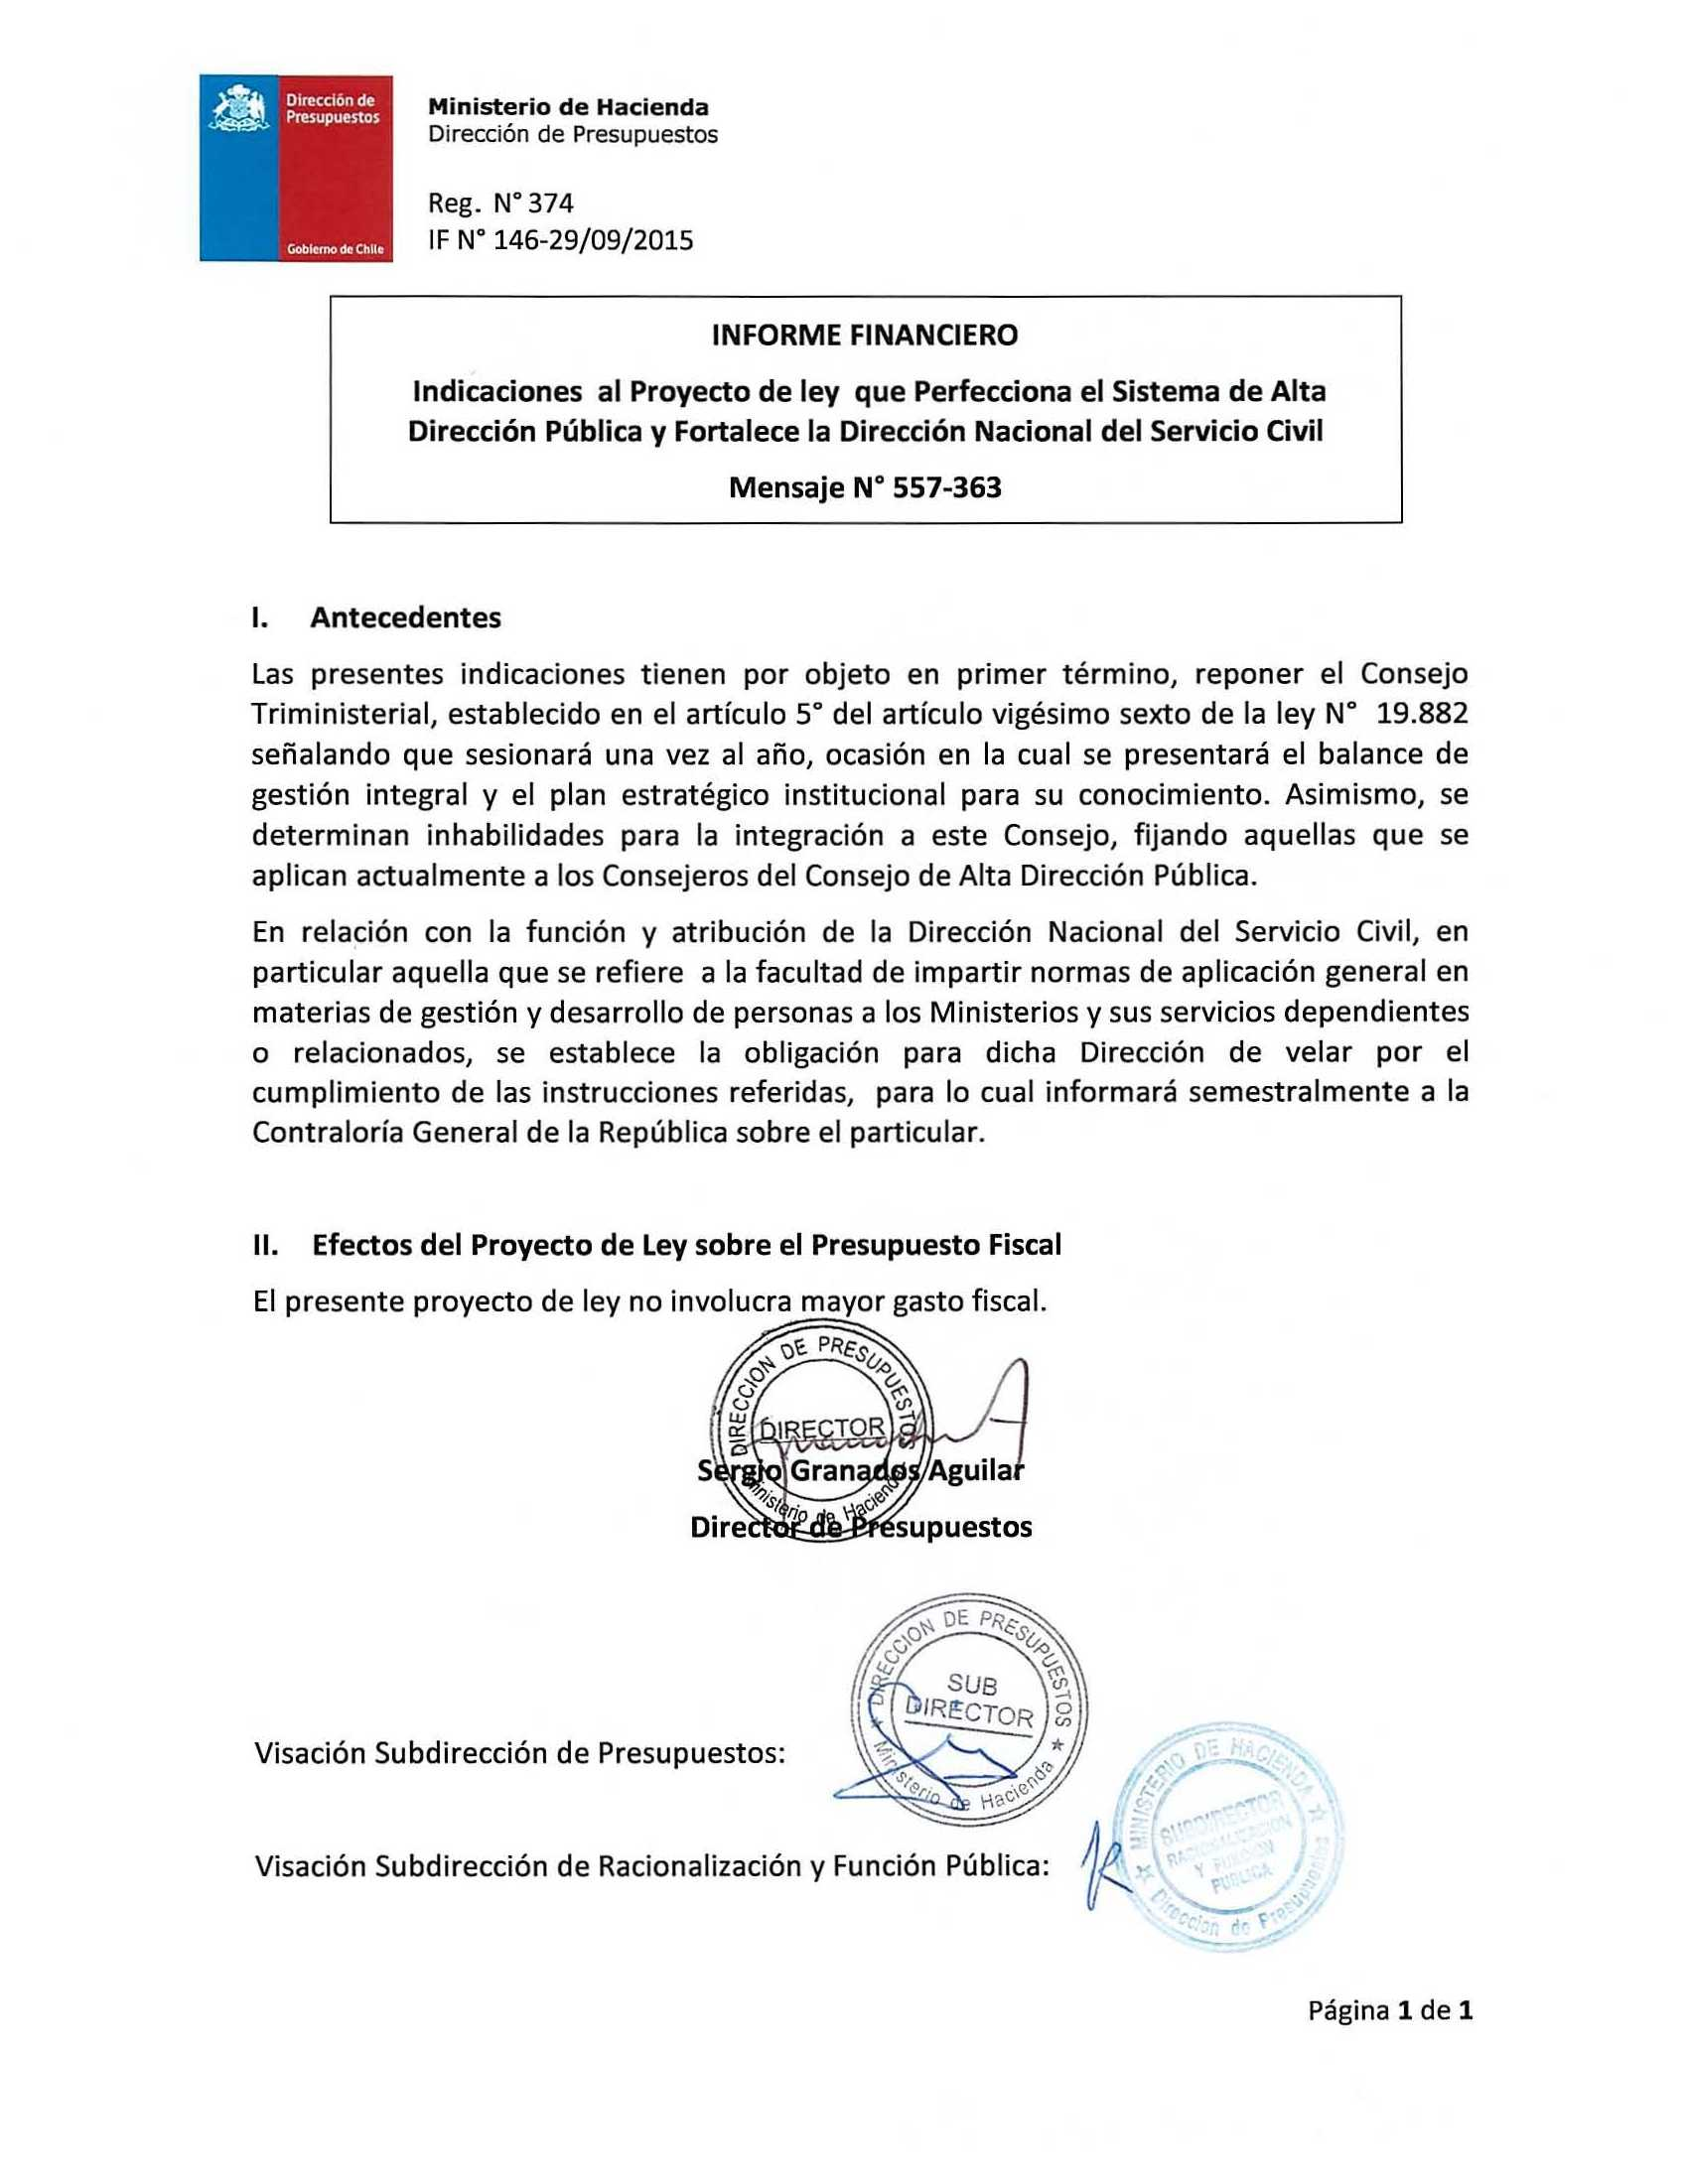 Dirección de
Presupuestos
Gobierno de Chile
Ministerio de Hacienda
Dirección de Presupuestos
Reg. N° 374
IF N° 146-29/09/2015
INFORME FINANCIERO
Indicaciones al Proyecto de ley que Perfecciona el Sistema de Alta
Dirección Pública y Fortalece la Dirección Nacional del Servicio Civil
Mensaje N° 557-363
I. Antecedentes
Las presentes indicaciones tienen por objeto en primer término, reponer el Consejo
Triministerial, establecido en el artículo 5° del artículo vigésimo sexto de la ley N° 19.882
señalando que sesionará una vez al año, ocasión en la cual se presentará el balance de
gestión integral y el plan estratégico institucional para su conocimiento. Asimismo, se
determinan inhabilidades para la integración a este Consejo, fijando aquellas que se
aplican actualmente a los Consejeros del Consejo de Alta Dirección Pública.
En relación con la función y atribución de la Dirección Nacional del Servicio Civil, en
particular aquella que se refiere a la facultad de impartir normas de aplicación general en
materias de gestión y desarrollo de personas a los Ministerios y sus servicios dependientes
o relacionados, se establece la obligación para dicha Dirección de velar por el
cumplimiento de las instrucciones referidas, para lo cual informará semestralmente a la
Contraloría General de la República sobre el particular.
II. Efectos del Proyecto de Ley sobre el Presupuesto Fiscal
El presente proyecto de ley no involucra mayor gasto fiscal.
DIRECCION DE PRESUPUESTOS
DIRECTOR
Ministerio de Hacienda
Sergio Granados Aguilar
Director de Presupuestos
DIRECCION DE PRESUPUESTOS
SUB
DIRECTOR
Ministerio de Hacienda
Visación Subdirección de Presupuestos:
MINISTERIO DE HACIENDA
SUBDIRECTOR
RACIONALIZACION
Y FUNCION
PUBLICA
Direccion de Presupuestos
Visación Subdirección de Racionalización y Función Pública:
Página 1 de 1